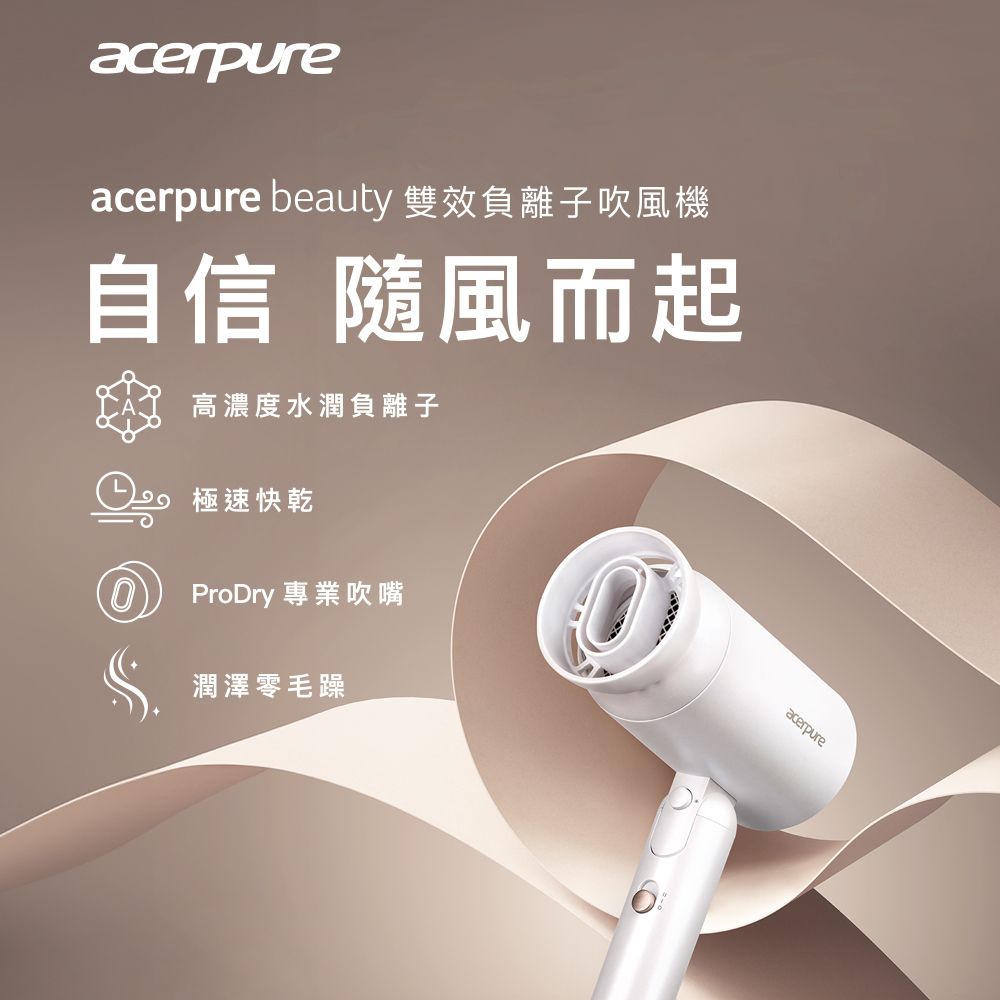 acerpure
acerpure beauty 雙效負離子吹風機
自信 隨風而起
A
高濃度水潤負離子
極速快乾
ProDry 專業吹嘴
潤澤零毛躁
acerpure